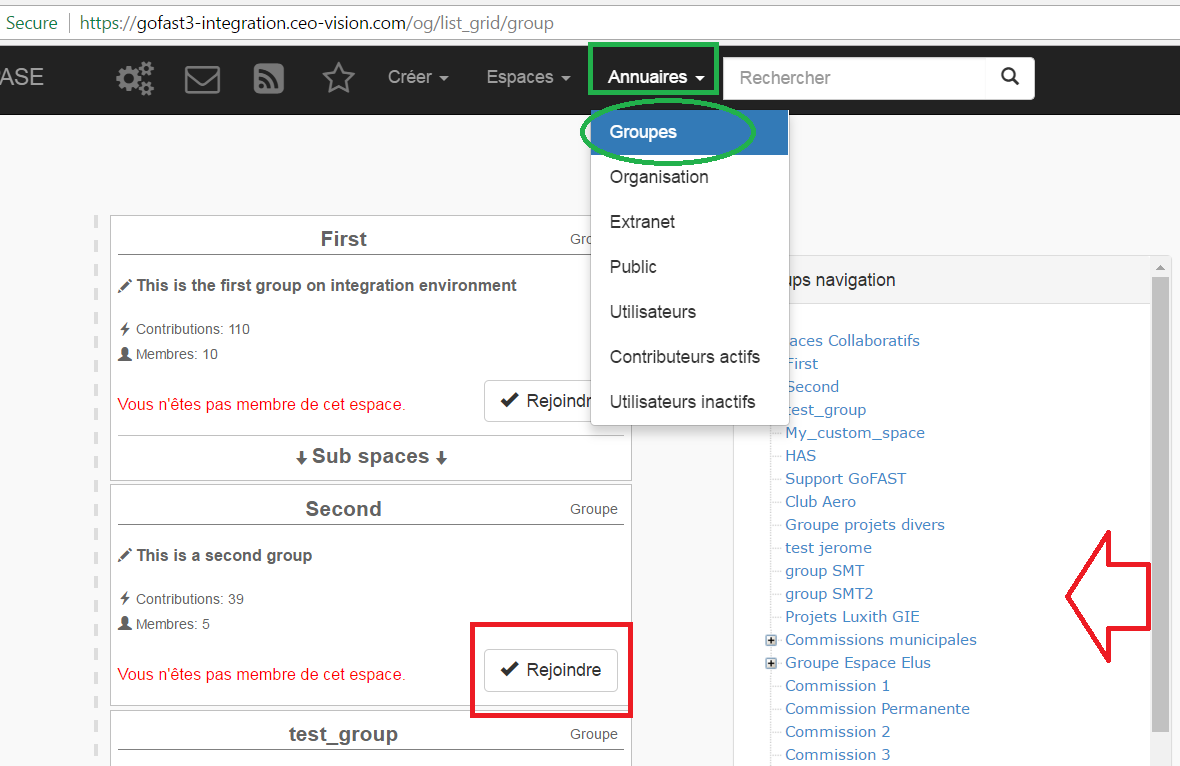 Secure https://gofast3-integration.ceo-vision.com/og/list_grid/group
ASE Créer Espaces Annuaires Rechercher
Groupes
Organisation
Extranet
Public
Utilisateurs
Contributeurs actifs
Utilisateurs inactifs
First Gro
This is the first group on integration environment
Contributions: 110
Membres: 10
Vous n'êtes pas membre de cet espace. Rejoindr
Sub spaces
Second Groupe
This is a second group
Contributions: 39
Membres: 5
Vous n'êtes pas membre de cet espace. Rejoindre
test_group Groupe
ups navigation
aces Collaboratifs
First
Second
test_group
My_custom_space
HAS
Support GoFAST
Club Aero
Groupe projets divers
test jerome
group SMT
group SMT2
Projets Luxith GIE
Commissions municipales
Groupe Espace Elus
Commission 1
Commission Permanente
Commission 2
Commission 3